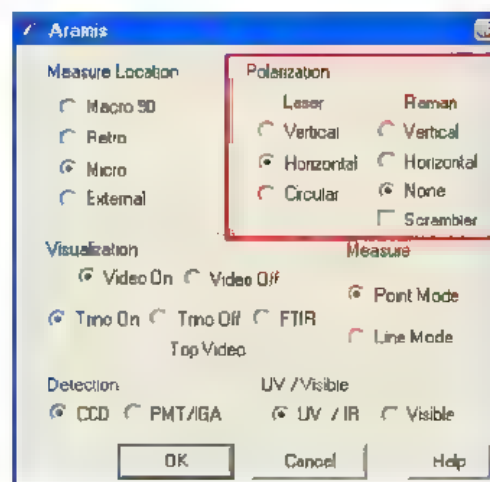 Aramis
Measure Location
Macro 90
Retro
Micro
External
Polarization
Laser
Vertical
Horizontal
Circular
Raman
Vertical
Horizontal
None
Scrambler
Visualization
Video On Video Off
Trino On Trino Off FTIR
Top Video
Measure
Point Mode
Line Mode
Detection
CCD PMT/IGA
UV / Visible
UV / IR Visible
OK Cancel Help